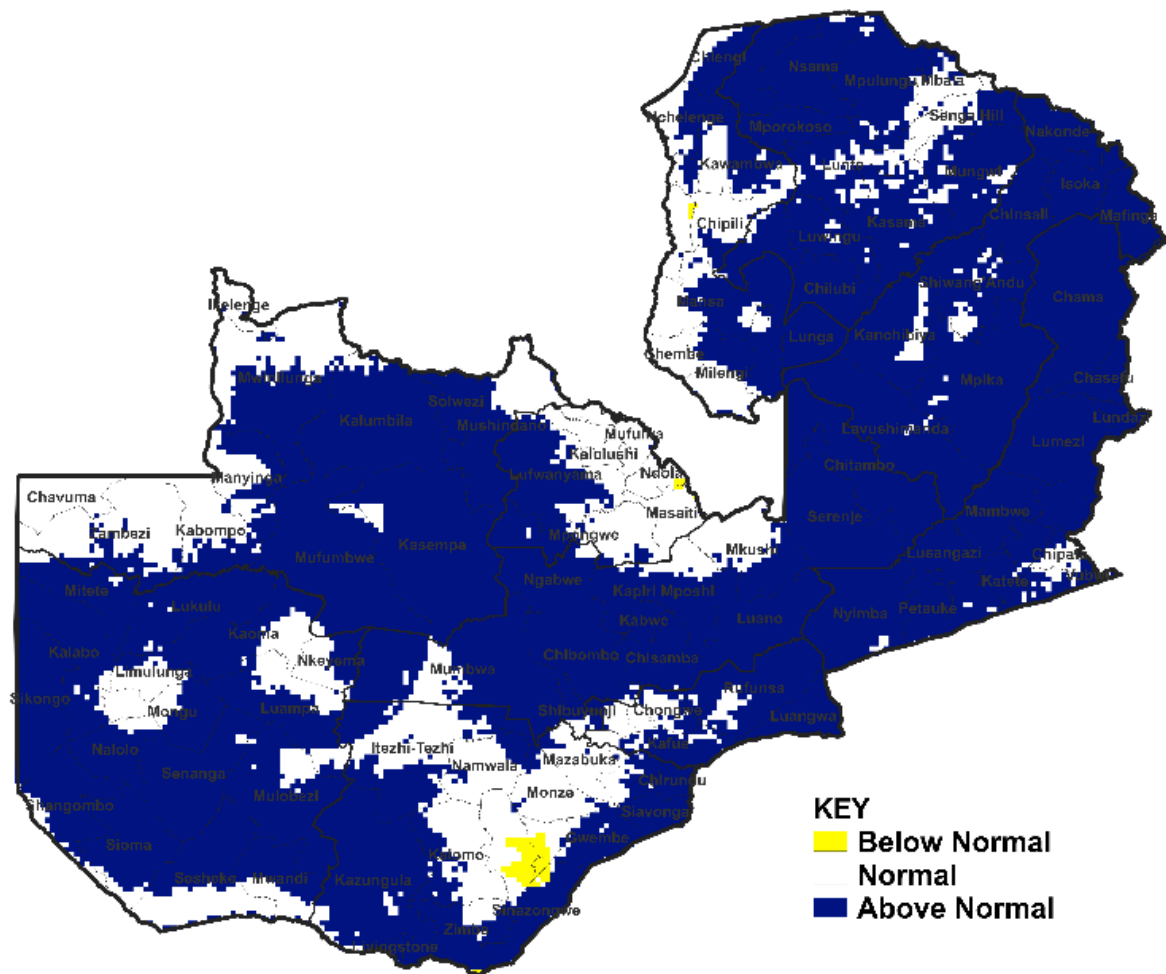 Chiengi
Nsama
Mpulungu Mbala
Nchelenge
Mporokoso
Senga Hill
Nakonde
Kawambwa
Lunte
Mungwi
Isoka
Chipili
Kasama
Chinsali
Mafinga
Luwingu
Mansa
Chilubi
Shiwang Andu
Chama
Ikelenge
Lunga
Kanchibiya
Chembe
Milengi
Mwinilunga
Mpika
Chasefu
Kalumbila
Solwezi
Mushindano
Mufulira
Lavushimanda
Lundazi
Kalulushi
Lumezi
Manyinga
Lufwanyama
Ndola
Chitambo
Chavuma
Zambezi
Kabompo
Masaiti
Serenje
Mambwe
Mpongwe
Mkushi
Mufumbwe
Kasempa
Lusangazi
Chipata
Vubwi
Mitete
Ngabwe
Kapiri Mposhi
Katete
Lukulu
Kabwe
Luano
Nyimba
Petauke
Kaoma
Kalabo
Limulunga
Nkeyema
Mumbwa
Chibombo
Chisamba
Sikongo
Mongu
Luampa
Shibuyunji
Chongwe
Rufunsa
Luangwa
Nalolo
Itezhi-Tezhi
Kafue
Senanga
Namwala
Mazabuka
Chirundu
Shangombo
Mulobezi
Monze
Siavonga
KEY
Sioma
Kalomo
Gwembe
Below Normal
Sesheke
Mwandi
Kazungula
Normal
Sinazongwe
Above Normal
Zimba
Livingstone